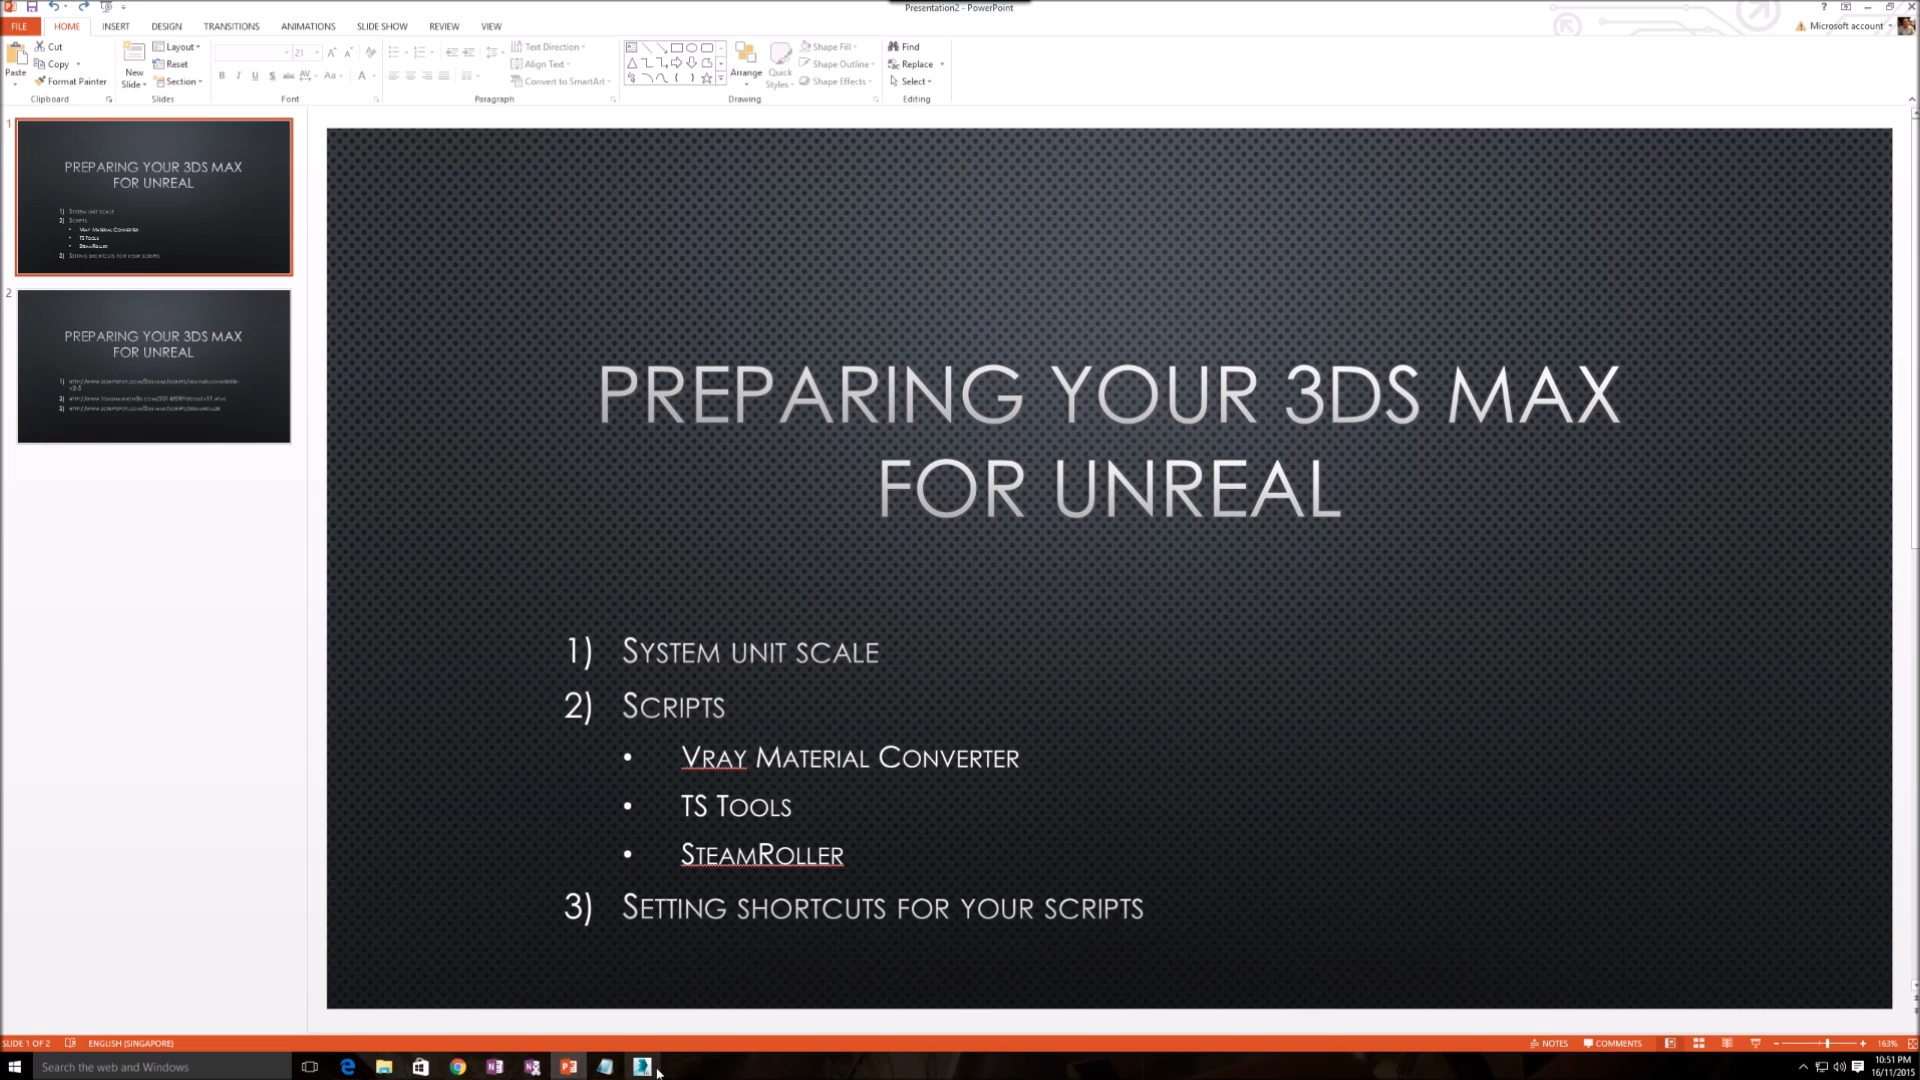 Presentation2 - PowerPoint
FILE HOME INSERT DESIGN TRANSITIONS ANIMATIONS SLIDE SHOW REVIEW VIEW
Microsoft account
Paste
Cut
Copy
Format Painter
Clipboard
New
Slide
Layout
Reset
Section
Slides
21
Font
Text Direction
Align Text
Convert to SmartArt
Paragraph
Arrange
Quick
Styles
Shape Fill
Shape Outline
Shape Effects
Drawing
Find
Replace
Select
Editing
1
PREPARING YOUR 3DS MAX
FOR UNREAL
1) SYSTEM UNIT SCALE
2) SCRIPTS
• VRAY MATERIAL CONVERTER
• TS TOOLS
• STEAMROLLER
3) SETTING SHORTCUTS FOR YOUR SCRIPTS
2
PREPARING YOUR 3DS MAX
FOR UNREAL
PREPARING YOUR 3DS MAX
FOR UNREAL
1) SYSTEM UNIT SCALE
2) SCRIPTS
• VRAY MATERIAL CONVERTER
• TS TOOLS
• STEAMROLLER
3) SETTING SHORTCUTS FOR YOUR SCRIPTS
SLIDE 1 OF 2 ENGLISH (SINGAPORE)
NOTES COMMENTS 163%
Search the web and Windows
10:51 PM
16/11/2015